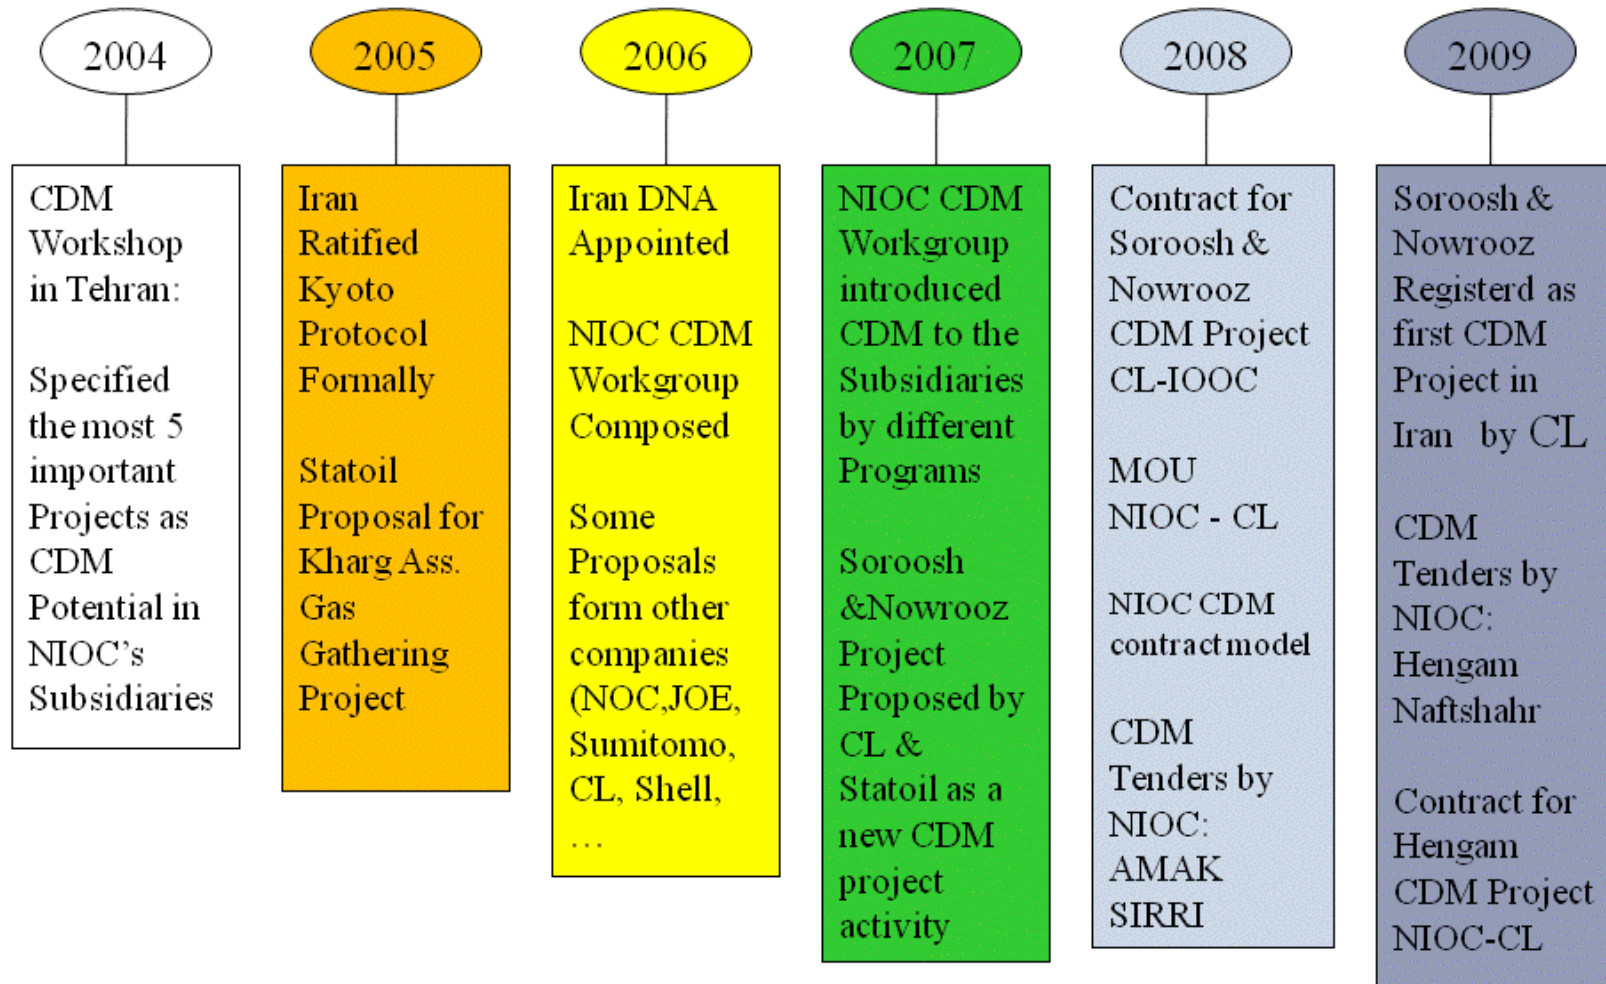 2004
CDM
Workshop
in Tehran:
Specified
the most 5
important
Projects as
CDM
Potential in
NIOC’s
Subsidiaries
2005
Iran
Ratified
Kyoto
Protocol
Formally
Statoil
Proposal for
Kharg Ass.
Gas
Gathering
Project
2006
Iran DNA
Appointed
NIOC CDM
Workgroup
Composed
Some
Proposals
form other
companies
(NOC,JOE,
Sumitomo,
CL, Shell,
…
2007
NIOC CDM
Workgroup
introduced
CDM to the
Subsidiaries
by different
Programs
Soroosh
&Nowrooz
Project
Proposed by
CL &
Statoil as a
new CDM
project
activity
2008
Contract for
Soroosh &
Nowrooz
CDM Project
CL-IOOC
MOU
NIOC - CL
NIOC CDM
contract model
CDM
Tenders by
NIOC:
AMAK
SIRRI
2009
Soroosh &
Nowrooz
Registerd as
first CDM
Project in
Iran by CL
CDM
Tenders by
NIOC:
Hengam
Naftshahr
Contract for
Hengam
CDM Project
NIOC-CL